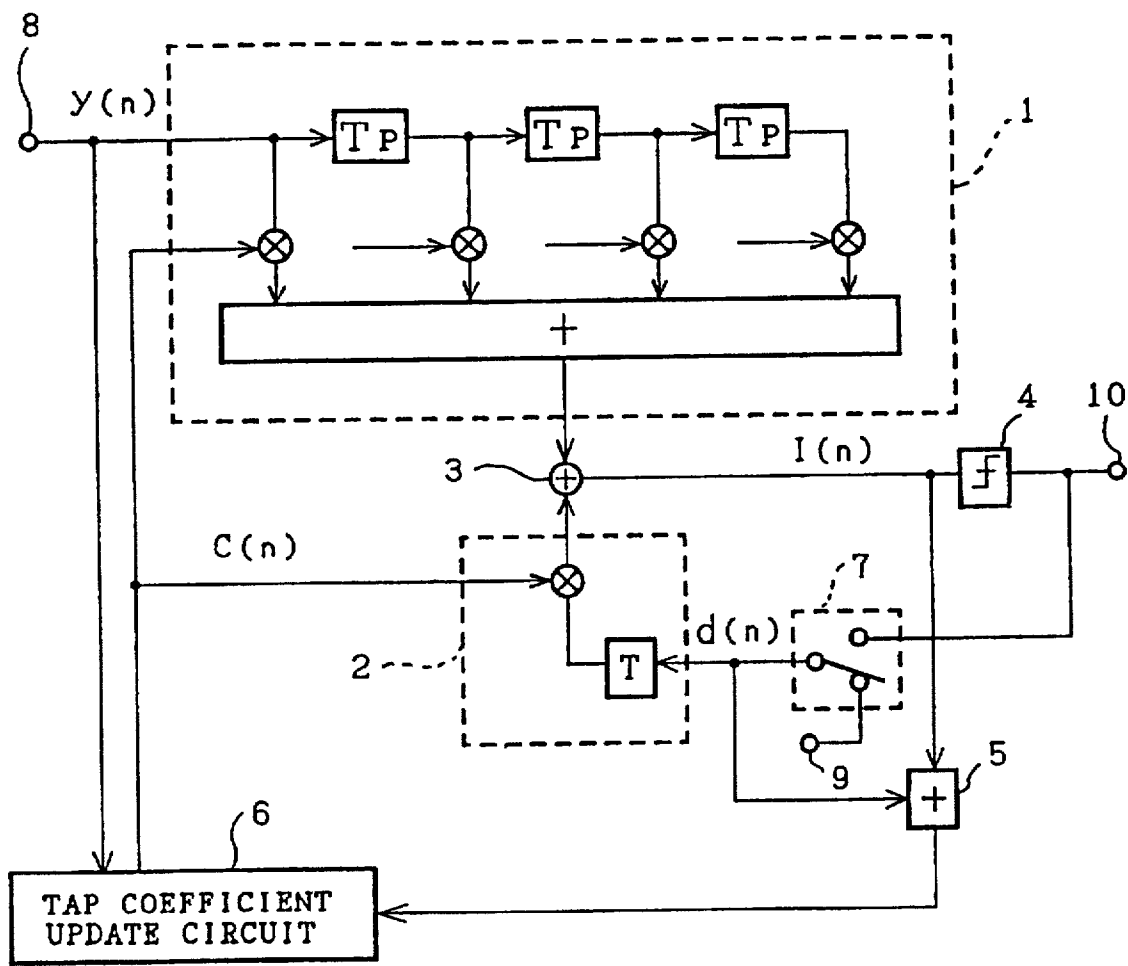 8
y(n)
1
Tp
Tp
Tp
+
4
10
3
I(n)
C(n)
7
d(n)
2
T
9
5
+
6
TAP COEFFICIENT
UPDATE CIRCUIT